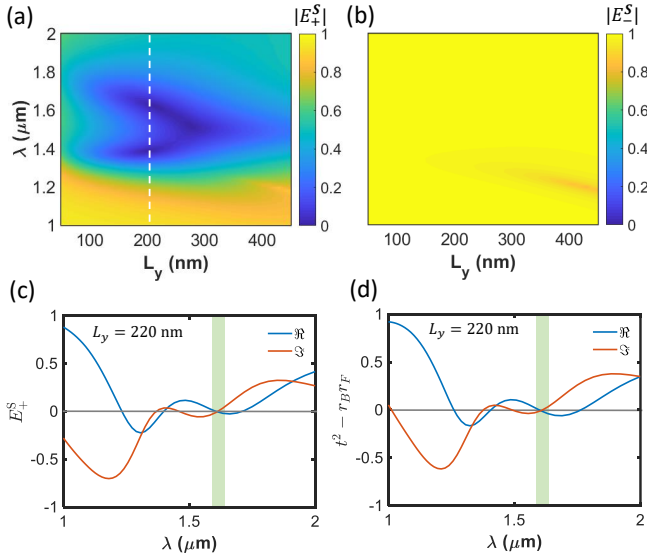 (a)
|E₊ˢ|
2
1.8
1.6
1.4
1.2
1
λ (μm)
100 200 300 400
L_y (nm)
1
0.8
0.6
0.4
0.2
0
(b)
|E₋ˢ|
100 200 300 400
L_y (nm)
1
0.8
0.6
0.4
0.2
0
(c)
L_y = 220 nm
ℜ
ℑ
1
0.5
0
-0.5
-1
E₊ˢ
1 1.5 2
λ (μm)
(d)
L_y = 220 nm
ℜ
ℑ
1
0.5
0
-0.5
-1
t² − r_B r_F
1 1.5 2
λ (μm)